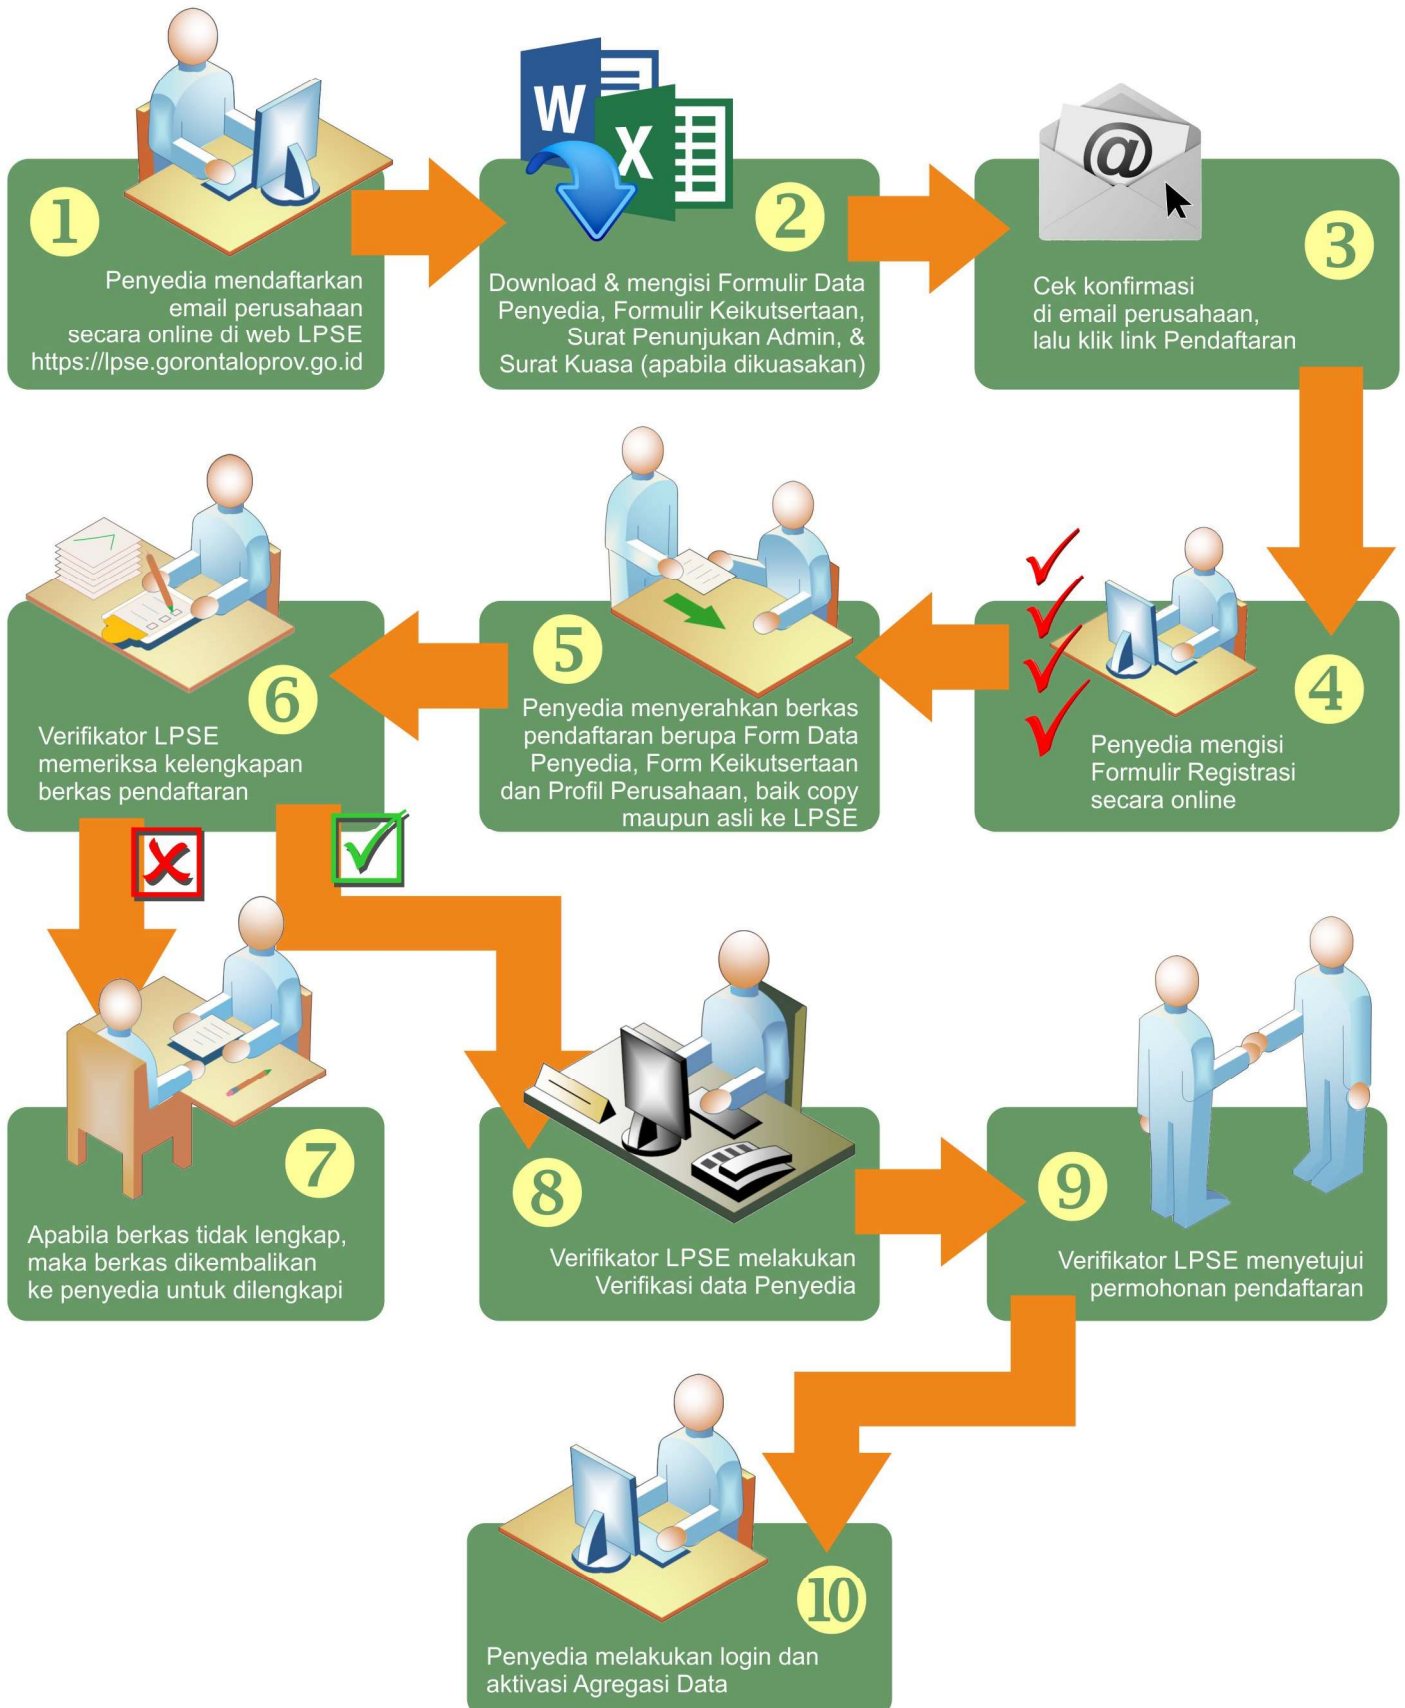 W
X
@
1
Penyedia mendaftarkan
email perusahaan
secara online di web LPSE
https://lpse.gorontaloprov.go.id
2
Download & mengisi Formulir Data
Penyedia, Formulir Keikutsertaan,
Surat Penunjukan Admin, &
Surat Kuasa (apabila dikuasakan)
3
Cek konfirmasi
di email perusahaan,
lalu klik link Pendaftaran
4
Penyedia mengisi
Formulir Registrasi
secara online
5
Penyedia menyerahkan berkas
pendaftaran berupa Form Data
Penyedia, Form Keikutsertaan
dan Profil Perusahaan, baik copy
maupun asli ke LPSE
6
Verifikator LPSE
memeriksa kelengkapan
berkas pendaftaran
7
Apabila berkas tidak lengkap,
maka berkas dikembalikan
ke penyedia untuk dilengkapi
8
Verifikator LPSE melakukan
Verifikasi data Penyedia
9
Verifikator LPSE menyetujui
permohonan pendaftaran
10
Penyedia melakukan login dan
aktivasi Agregasi Data